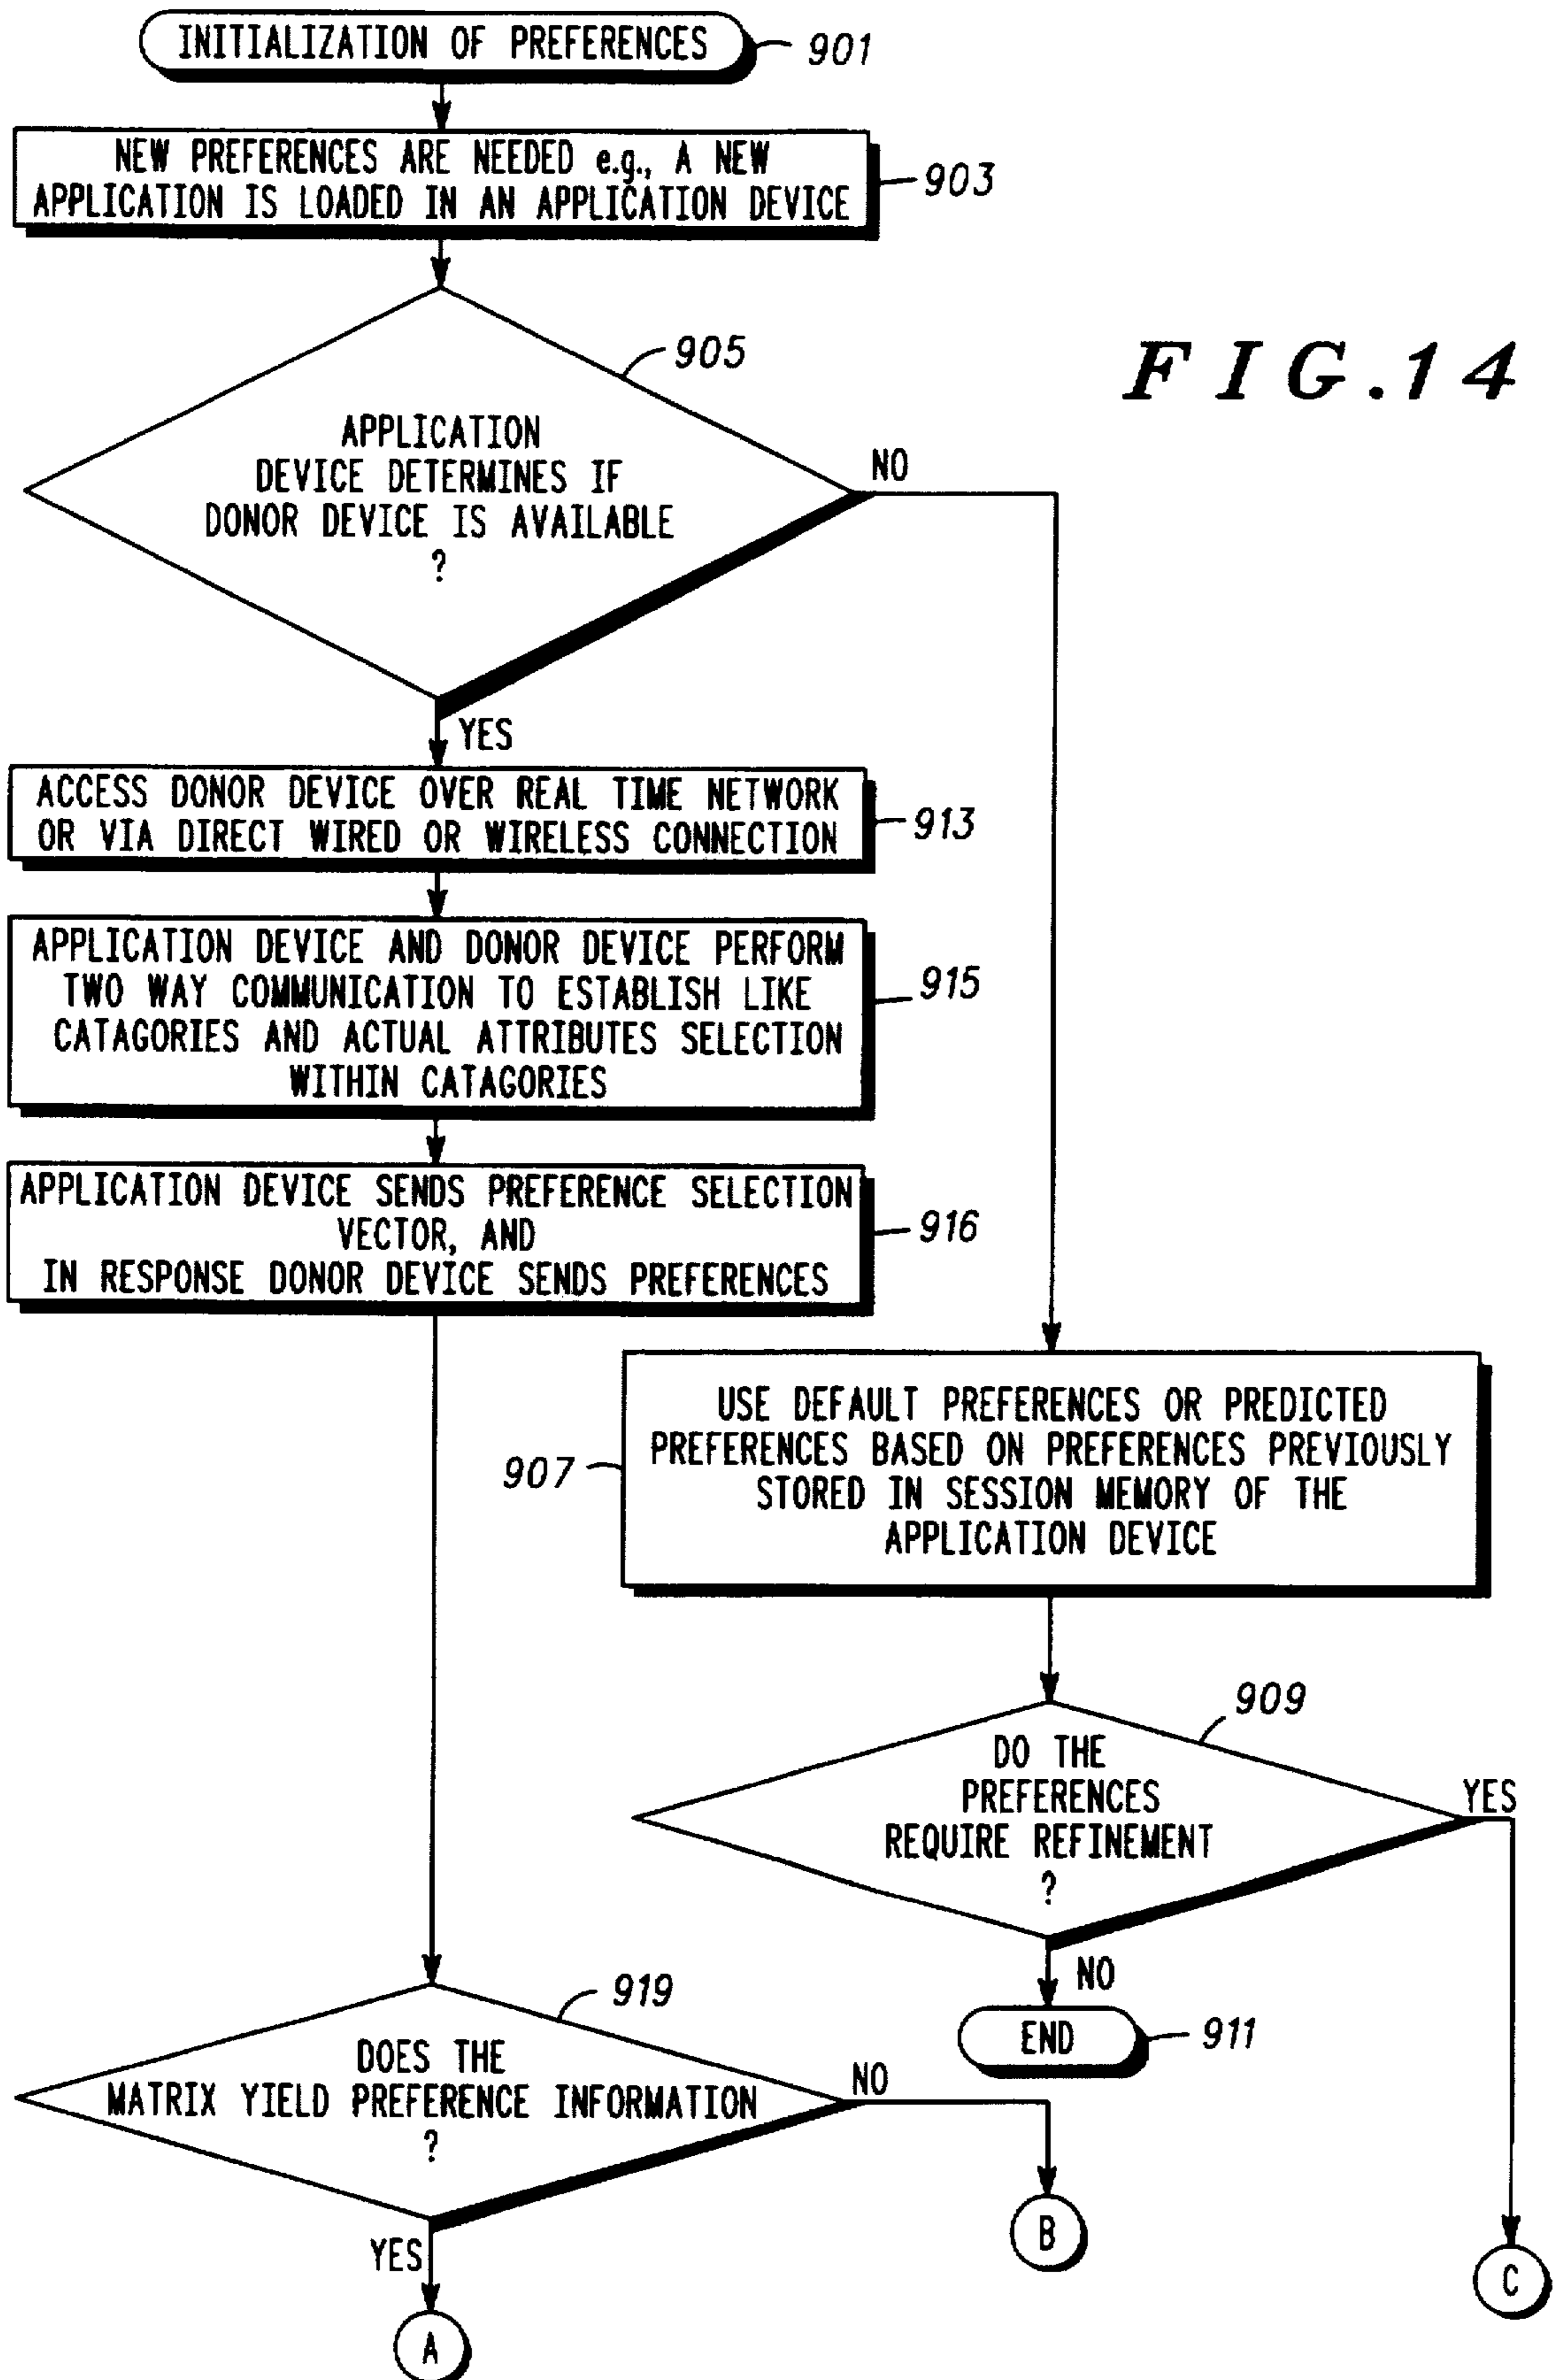 INITIALIZATION OF PREFERENCES
901
NEW PREFERENCES ARE NEEDED e.g., A NEW
APPLICATION IS LOADED IN AN APPLICATION DEVICE
903
FIG.14
905
APPLICATION
DEVICE DETERMINES IF
DONOR DEVICE IS AVAILABLE
?
NO
YES
ACCESS DONOR DEVICE OVER REAL TIME NETWORK
OR VIA DIRECT WIRED OR WIRELESS CONNECTION
913
APPLICATION DEVICE AND DONOR DEVICE PERFORM
TWO WAY COMMUNICATION TO ESTABLISH LIKE
CATAGORIES AND ACTUAL ATTRIBUTES SELECTION
WITHIN CATAGORIES
915
APPLICATION DEVICE SENDS PREFERENCE SELECTION
VECTOR, AND
IN RESPONSE DONOR DEVICE SENDS PREFERENCES
916
USE DEFAULT PREFERENCES OR PREDICTED
PREFERENCES BASED ON PREFERENCES PREVIOUSLY
STORED IN SESSION MEMORY OF THE
APPLICATION DEVICE
907
909
DO THE
PREFERENCES
REQUIRE REFINEMENT
?
YES
NO
END
911
919
DOES THE
MATRIX YIELD PREFERENCE INFORMATION
?
NO
YES
B
C
A